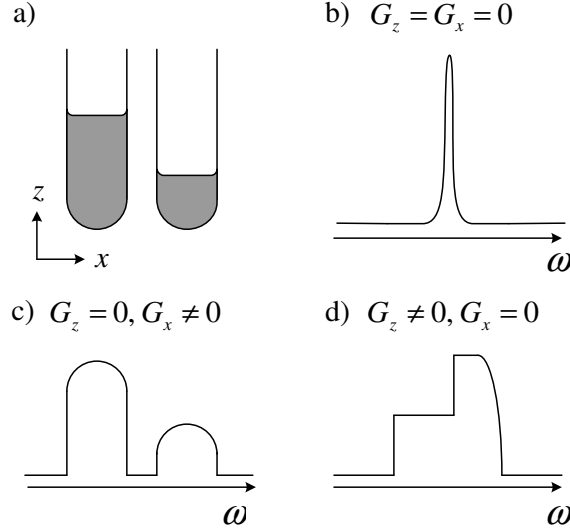 a)
b) G_z = G_x = 0
z
x
ω
c) G_z = 0, G_x ≠ 0
d) G_z ≠ 0, G_x = 0
ω
ω